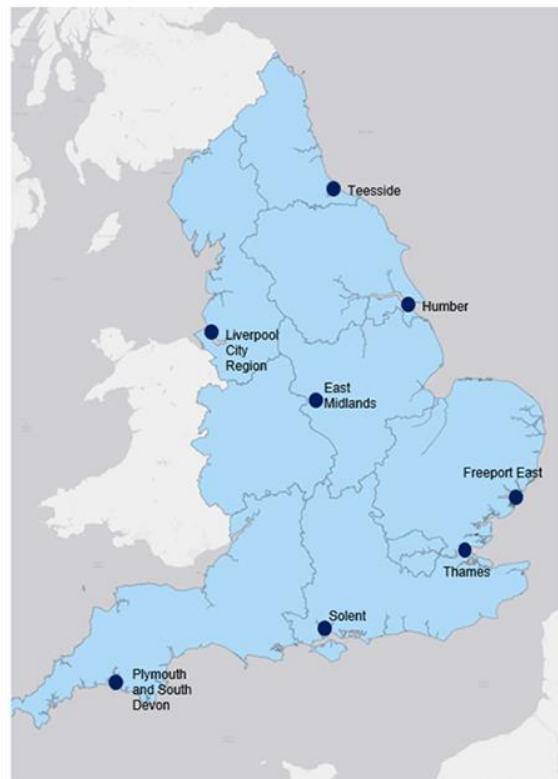 Teesside
Humber
Liverpool
City
Region
East
Midlands
Freeport East
Thames
Solent
Plymouth
and South
Devon